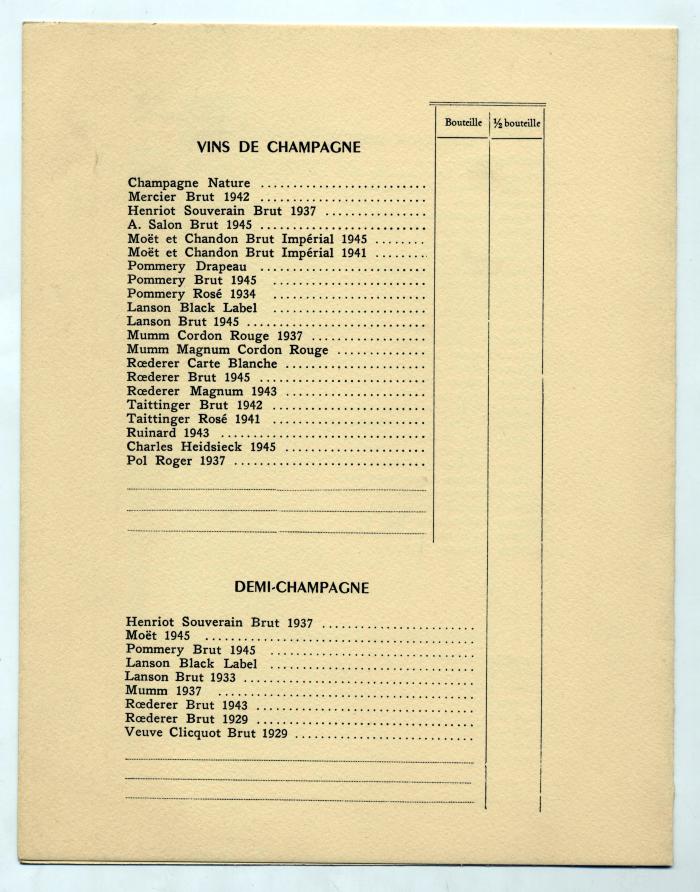 Bouteille ½ bouteille
VINS DE CHAMPAGNE
Champagne Nature
Mercier Brut 1942
Henriot Souverain Brut 1937
A. Salon Brut 1945
Moët et Chandon Brut Impérial 1945
Moët et Chandon Brut Impérial 1941
Pommery Drapeau
Pommery Brut 1945
Pommery Rosé 1934
Lanson Black Label
Lanson Brut 1945
Mumm Cordon Rouge 1937
Mumm Magnum Cordon Rouge
Rœderer Carte Blanche
Rœderer Brut 1945
Rœderer Magnum 1943
Taittinger Brut 1942
Taittinger Rosé 1941
Ruinard 1943
Charles Heidsieck 1945
Pol Roger 1937
DEMI-CHAMPAGNE
Henriot Souverain Brut 1937
Moët 1945
Pommery Brut 1945
Lanson Black Label
Lanson Brut 1933
Mumm 1937
Rœderer Brut 1943
Rœderer Brut 1929
Veuve Clicquot Brut 1929